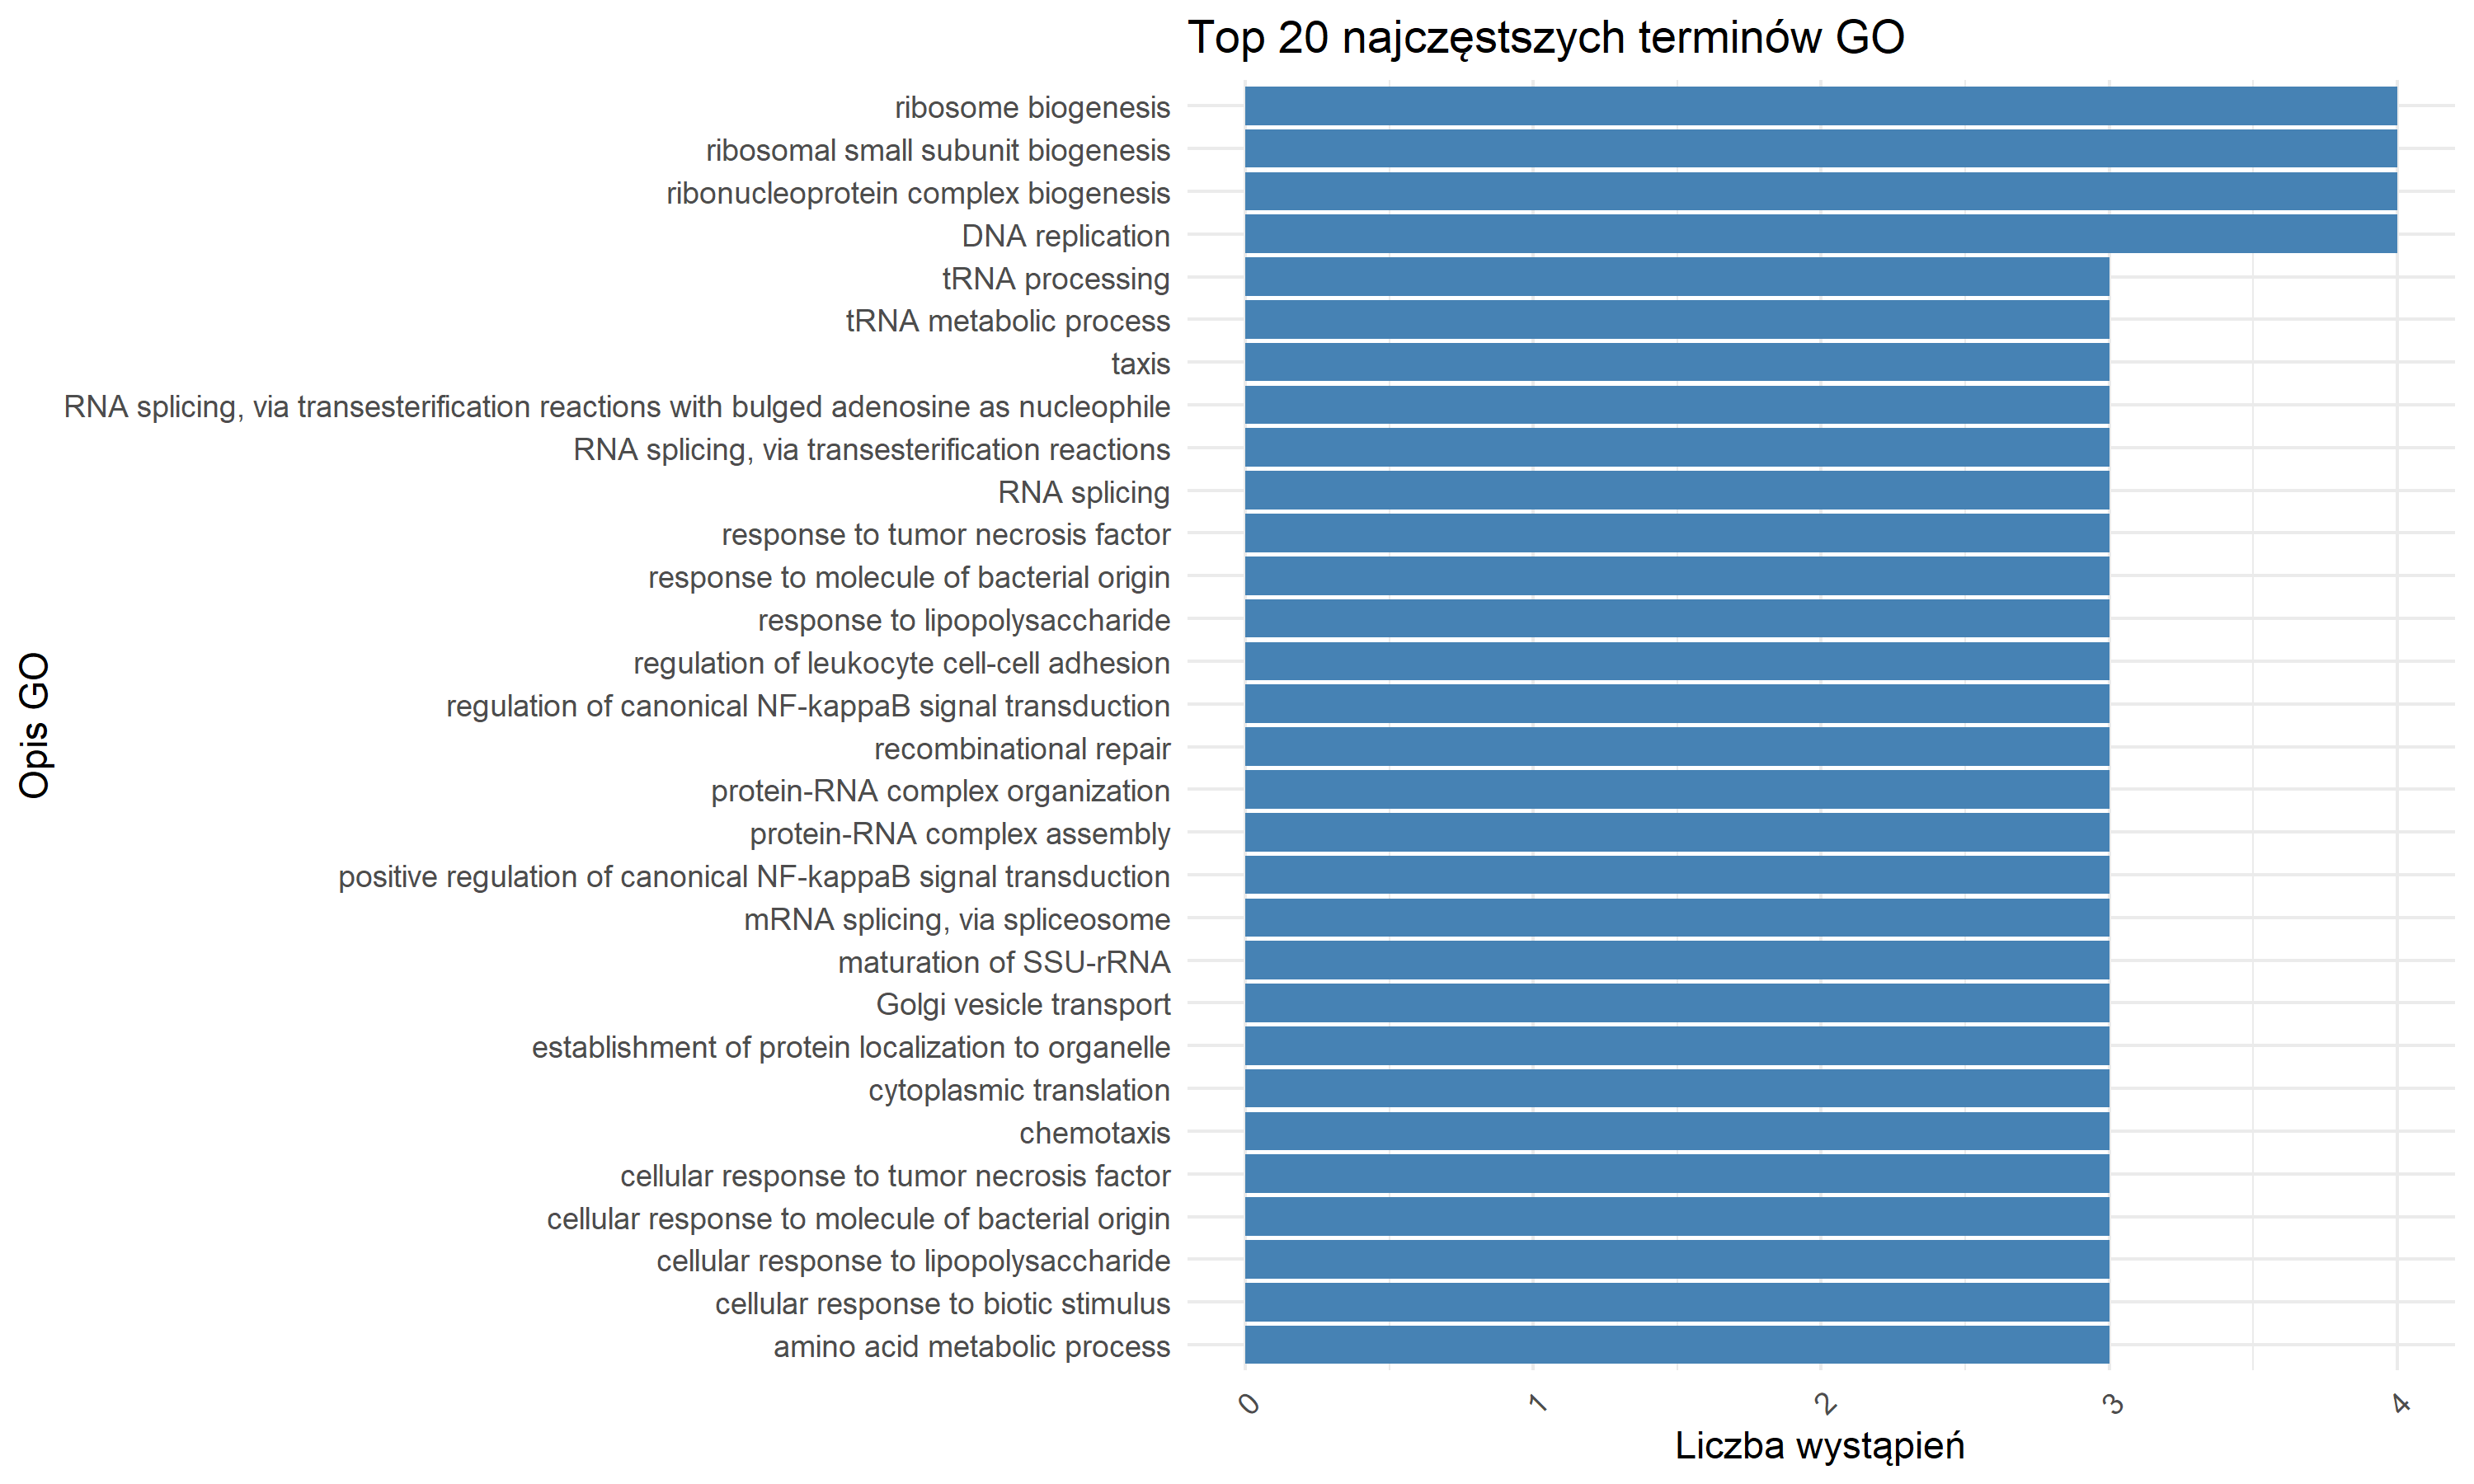 Top 20 najczęstszych terminów GO
ribosome biogenesis
ribosomal small subunit biogenesis
ribonucleoprotein complex biogenesis
DNA replication
tRNA processing
tRNA metabolic process
taxis
RNA splicing, via transesterification reactions with bulged adenosine as nucleophile
RNA splicing, via transesterification reactions
RNA splicing
response to tumor necrosis factor
response to molecule of bacterial origin
response to lipopolysaccharide
regulation of leukocyte cell-cell adhesion
regulation of canonical NF-kappaB signal transduction
recombinational repair
protein-RNA complex organization
protein-RNA complex assembly
positive regulation of canonical NF-kappaB signal transduction
mRNA splicing, via spliceosome
maturation of SSU-rRNA
Golgi vesicle transport
establishment of protein localization to organelle
cytoplasmic translation
chemotaxis
cellular response to tumor necrosis factor
cellular response to molecule of bacterial origin
cellular response to lipopolysaccharide
cellular response to biotic stimulus
amino acid metabolic process
Opis GO
0 1 2 3 4
Liczba wystąpień